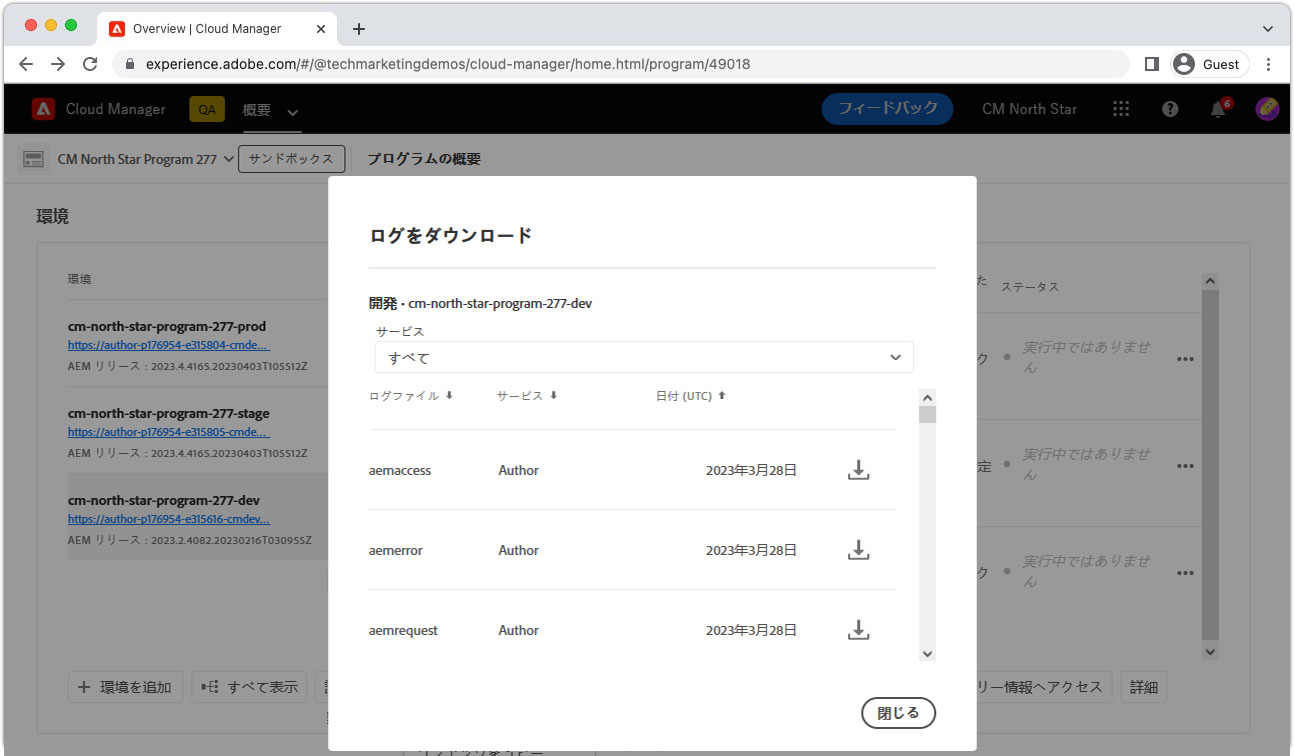 Overview | Cloud Manager
experience.adobe.com/#/@techmarketingdemos/cloud-manager/home.html/program/49018
Guest
Cloud Manager
QA
概要
フィードバック
CM North Star
6
CM North Star Program 277
サンドボックス
プログラムの概要
環境
環境
cm-north-star-program-277-prod
https://author-p176954-e315804-cmde...
AEM リリース : 2023.4.4165.20230403T105512Z
cm-north-star-program-277-stage
https://author-p176954-e315805-cmde...
AEM リリース : 2023.4.4165.20230403T105512Z
cm-north-star-program-277-dev
https://author-p176954-e315616-cmdev...
AEM リリース : 2023.2.4082.20230216T030955Z
環境を追加
すべて表示
ログをダウンロード
開発 · cm-north-star-program-277-dev
サービス
すべて
ログファイル
サービス
日付 (UTC)
aemaccess
Author
2023年3月28日
aemerror
Author
2023年3月28日
aemrequest
Author
2023年3月28日
閉じる
た
ステータス
ク
実行中ではありませ
ん
定
実行中ではありませ
ん
ク
実行中ではありませ
ん
リー情報へアクセス
詳細